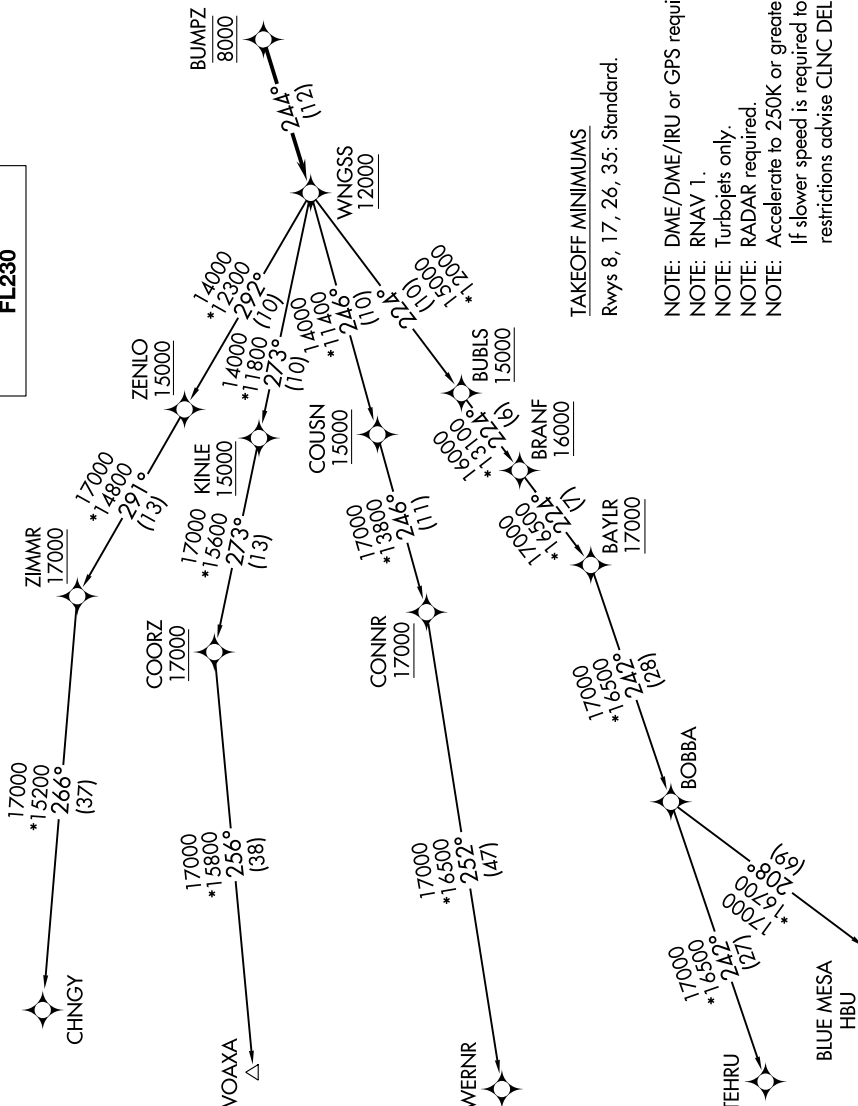 FL230
BUMPZ
8000
244°
(12)
WNGSS
12000
14000
*12300
292°
(10)
ZENLO
15000
17000
*14800
291°
(13)
ZIMMR
17000
17000
*15200
266°
(37)
CHNGY
14000
*11800
273°
(10)
KINLE
15000
17000
*15600
273°
(13)
COORZ
17000
17000
*15800
256°
(38)
VOAXA
14000
*11400
246°
(10)
COUSN
15000
17000
*13800
246°
(11)
CONNR
17000
17000
*16500
252°
(47)
WERNR
224°
(10)
15000
*12000
BUBLS
15000
16000
*13100
224°
(6)
BRANF
16000
17000
*16500
224°
(7)
BAYLR
17000
17000
*16500
242°
(28)
BOBBA
17000
*16500
242°
(27)
TEHRU
17000
*16700
208°
(69)
BLUE MESA
HBU
TAKEOFF MINIMUMS
Rwys 8, 17, 26, 35: Standard.
NOTE: DME/DME/IRU or GPS requi
NOTE: RNAV 1.
NOTE: Turbojets only.
NOTE: RADAR required.
NOTE: Accelerate to 250K or greate
If slower speed is required to
restrictions advise CLNC DEL